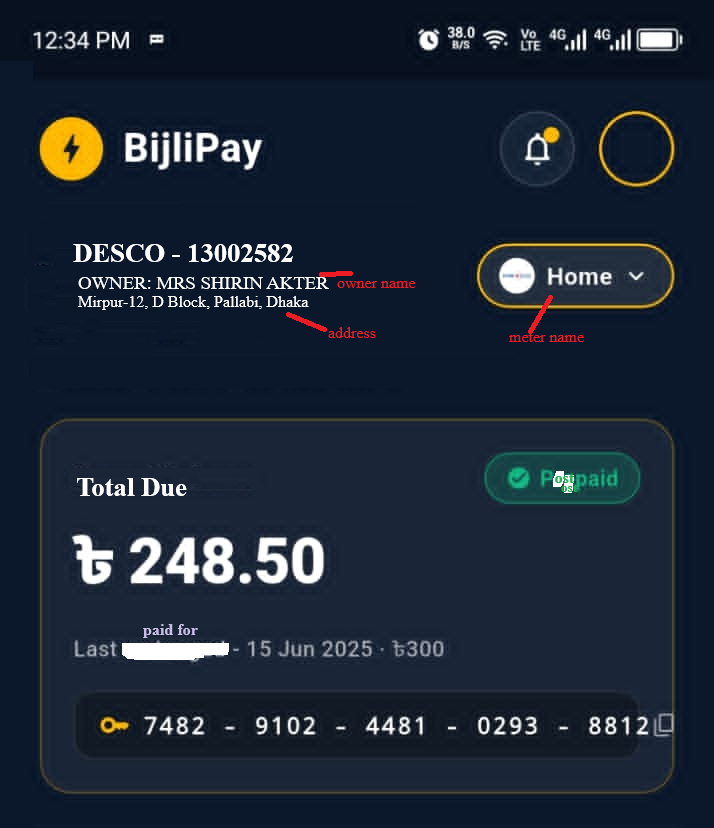 12:34 PM 38.0 B/S Vo LTE 4G 4G
BijliPay
DESCO - 13002582
OWNER: MRS SHIRIN AKTER owner name
Mirpur-12, D Block, Pallabi, Dhaka
address
Home
meter name
Total Due
Postpaid
৳ 248.50
paid for
Last - 15 Jun 2025 · ৳300
7482 - 9102 - 4481 - 0293 - 8812